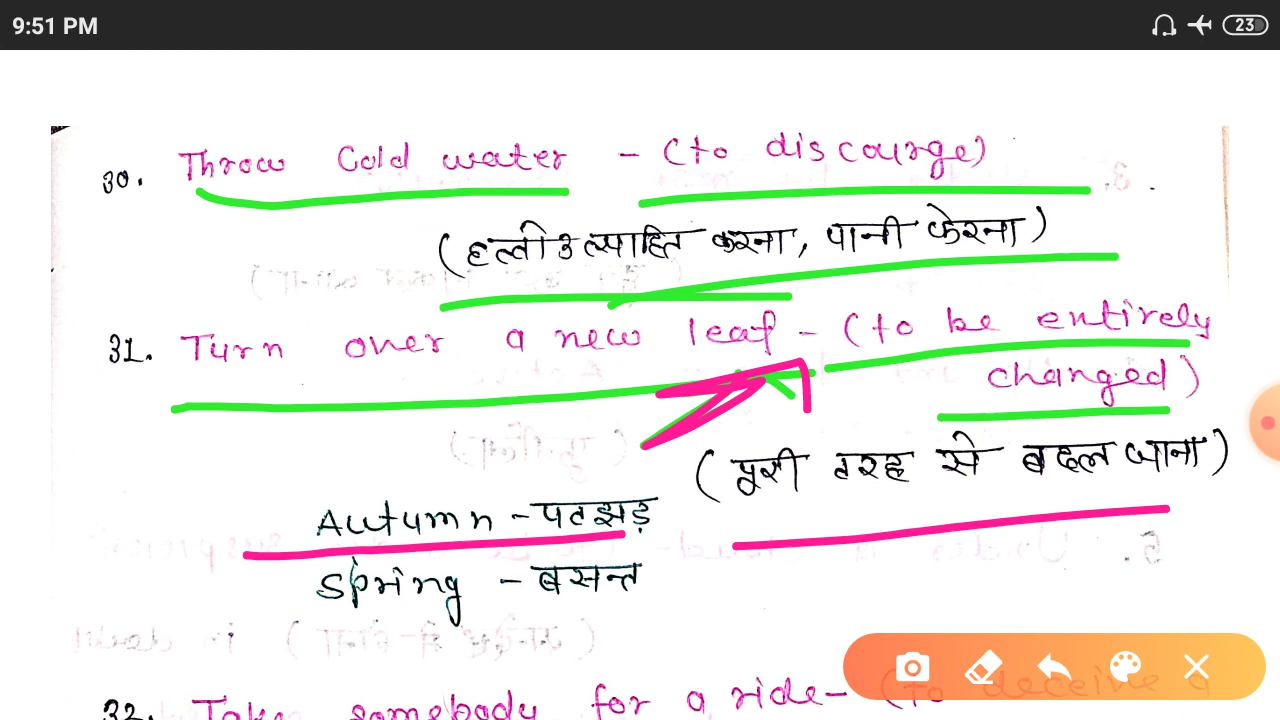 9:51 PM
23
30. Throw Cold water - (to discourge)
(हत्तोउत्साहित करना, पानी फेरना)
31. Turn over a new leaf - (to be entirely
changed)
(पूरी तरह से बदल जाना)
Autumn - पतझड़
Spring - बसन्त
32. Take somebody for a ride - (to deceive a